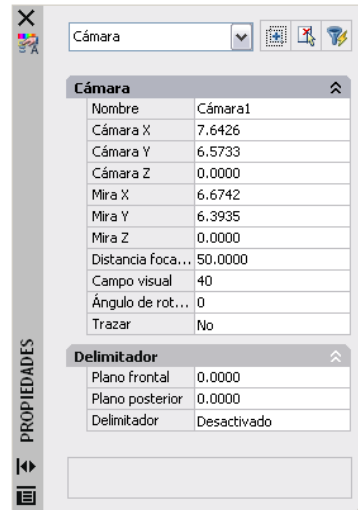 Cámara
Cámara
Nombre Cámara1
Cámara X 7.6426
Cámara Y 6.5733
Cámara Z 0.0000
Mira X 6.6742
Mira Y 6.3935
Mira Z 0.0000
Distancia foca... 50.0000
Campo visual 40
Ángulo de rot... 0
Trazar No
Delimitador
Plano frontal 0.0000
Plano posterior 0.0000
Delimitador Desactivado
PROPIEDADES